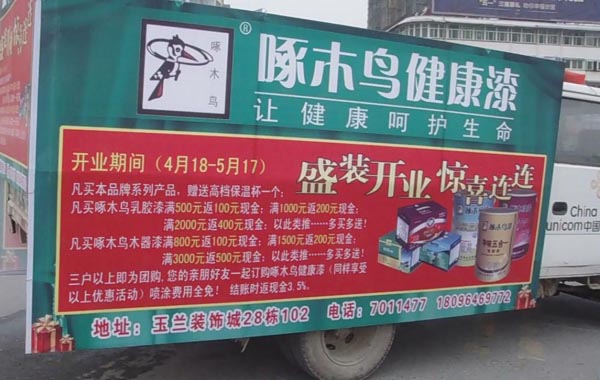 啄木鸟
®
啄木鸟健康漆
让健康呵护生命
开业期间(4月18-5月17)
盛装开业 惊喜连连
凡买本品牌系列产品，赠送高档保温杯一个：
凡买啄木鸟乳胶漆满500元返100元现金：满1000元返200元现金：
满2000元返400元现金：以此类推……多买多送！
凡买啄木鸟木器漆满800元返100元现金：满1500元返200元现金：
满3000元返500元现金：以此类推……多买多送！
三户以上即为团购，您的亲朋好友一起订购啄木鸟健康漆（同样享受
以上优惠活动）喷涂费用全免！ 结账时返现金3.5%。
地址：玉兰装饰城28栋102 电话：7011477 18096469772
China
unicom中国